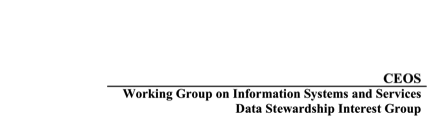 CEOS
Working Group on Information Systems and Services
Data Stewardship Interest Group